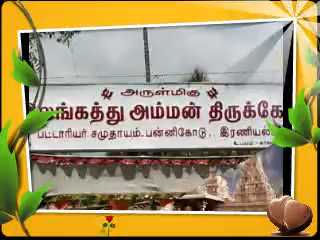 அருள்மிகு
லங்கத்து அம்மன் திருக்கோ
பட்டாரியர் சமுதாயம், பன்னிகோடு, இரணியல்